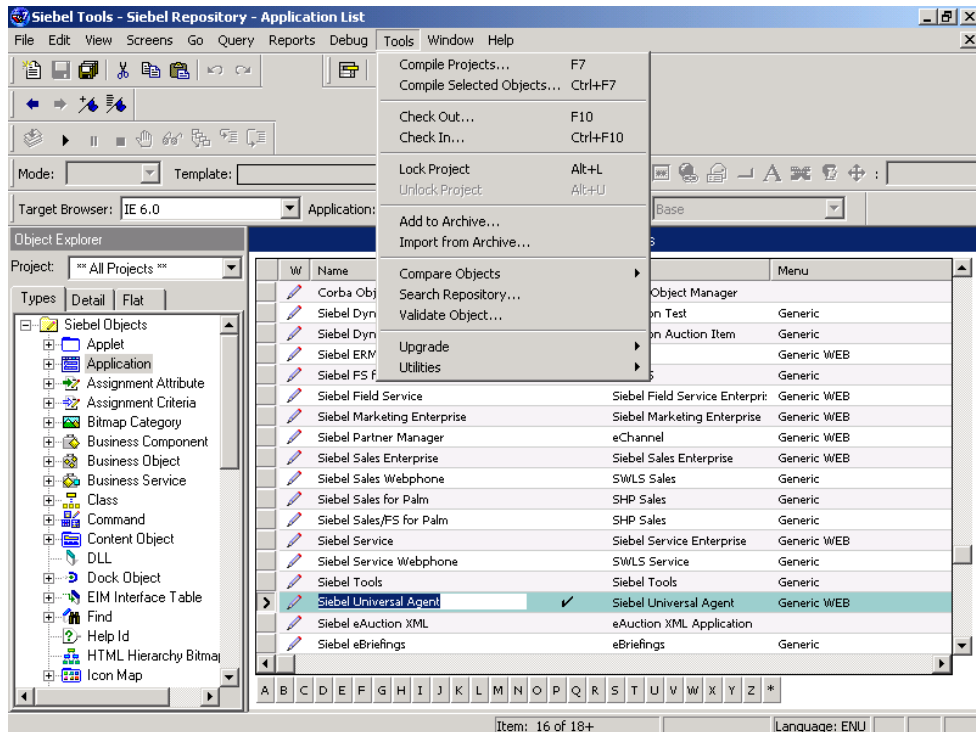 Siebel Tools - Siebel Repository - Application List
File Edit View Screens Go Query Reports Debug Tools Window Help
Compile Projects... F7
Compile Selected Objects... Ctrl+F7
Check Out... F10
Check In... Ctrl+F10
Lock Project Alt+L
Unlock Project Alt+U
Add to Archive...
Import from Archive...
Compare Objects
Search Repository...
Validate Object...
Upgrade
Utilities
Mode: Template:
Target Browser: IE 6.0 Application: Base
Object Explorer
Project: ** All Projects **
Types Detail Flat
Siebel Objects
Applet
Application
Assignment Attribute
Assignment Criteria
Bitmap Category
Business Component
Business Object
Business Service
Class
Command
Content Object
DLL
Dock Object
EIM Interface Table
Find
Help Id
HTML Hierarchy Bitma
Icon Map
W Name Menu
Corba Obj Object Manager
Siebel Dyn on Test Generic
Siebel Dyn on Auction Item Generic
Siebel ERM Generic WEB
Siebel FS f Generic
Siebel Field Service Siebel Field Service Enterpri: Generic WEB
Siebel Marketing Enterprise Siebel Marketing Enterprise Generic WEB
Siebel Partner Manager eChannel Generic WEB
Siebel Sales Enterprise Siebel Sales Enterprise Generic WEB
Siebel Sales Webphone SWLS Sales Generic
Siebel Sales for Palm SHP Sales Generic
Siebel Sales/FS for Palm SHP Sales Generic
Siebel Service Siebel Service Enterprise Generic WEB
Siebel Service Webphone SWLS Service Generic
Siebel Tools Siebel Tools Generic
Siebel Universal Agent Siebel Universal Agent Generic WEB
Siebel eAuction XML eAuction XML Application
Siebel eBriefings eBriefings Generic
A B C D E F G H I J K L M N O P Q R S T U V W X Y Z *
Item: 16 of 18+ Language: ENU